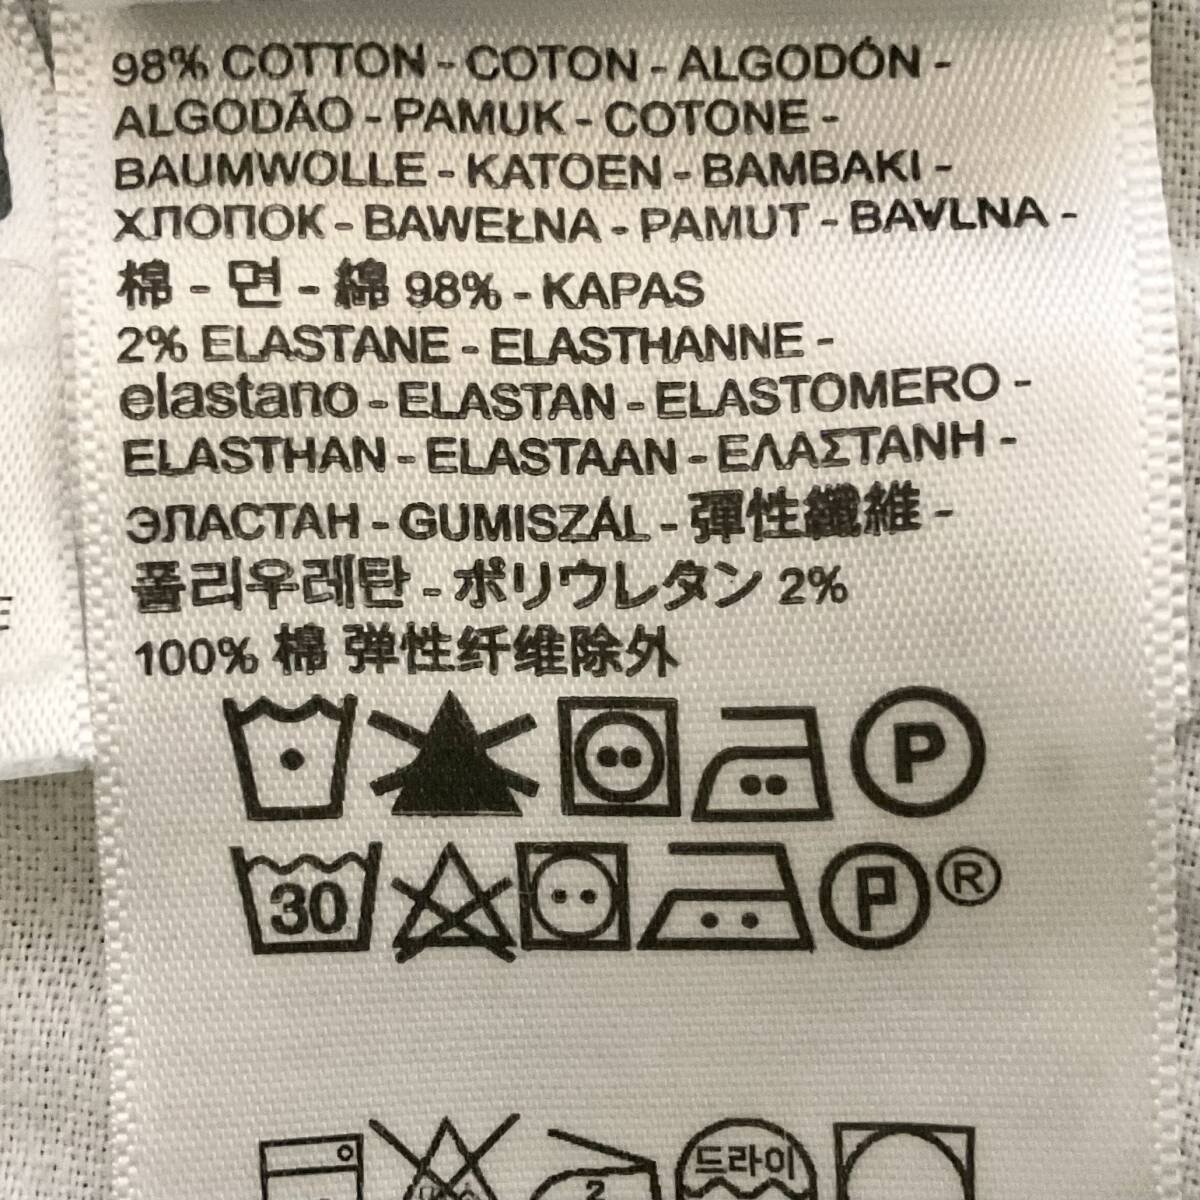 98% COTTON - COTON - ALGODÓN -
ALGODÃO - PAMUK - COTONE -
BAUMWOLLE - KATOEN - BAMBAKI -
ХЛОПОК - BAWEŁNA - PAMUT - BAVLNA -
棉 - 면 - 綿 98% - KAPAS
2% ELASTANE - ELASTHANNE -
elastano - ELASTAN - ELASTOMERO -
ELASTHAN - ELASTAAN - ΕΛΑΣΤΑΝΗ -
ЭЛАСТАН - GUMISZÁL - 彈性纖維 -
폴리우레탄 - ポリウレタン 2%
100% 棉 弹性纤维除外
P
30 P ®
2 드라이